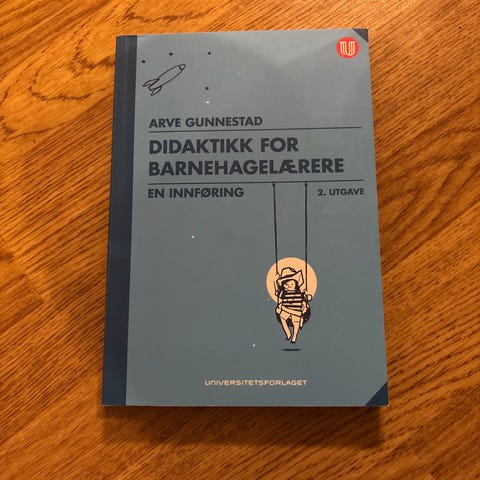 ARVE GUNNESTAD
DIDAKTIKK FOR
BARNEHAGELÆRERE
EN INNFØRING 2. UTGAVE
UNIVERSITETSFORLAGET